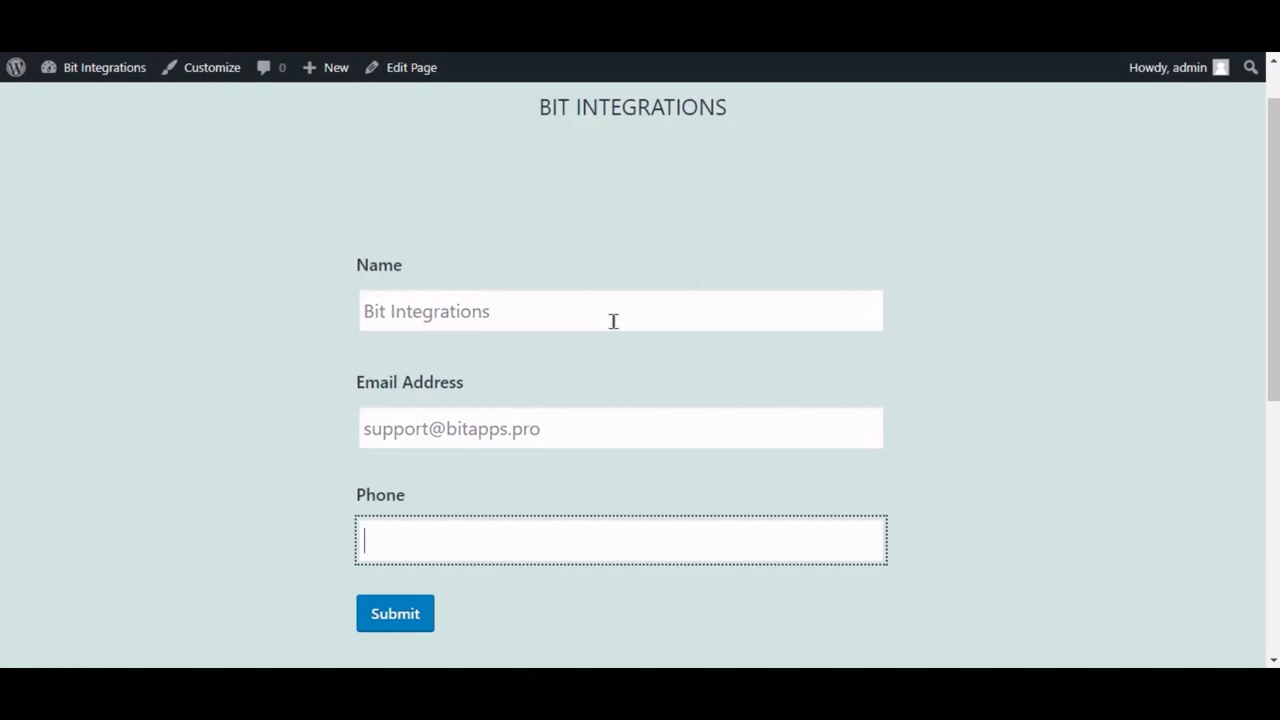 Bit Integrations Customize 0 New Edit Page Howdy, admin
BIT INTEGRATIONS
Name
Bit Integrations
Email Address
support@bitapps.pro
Phone
Submit